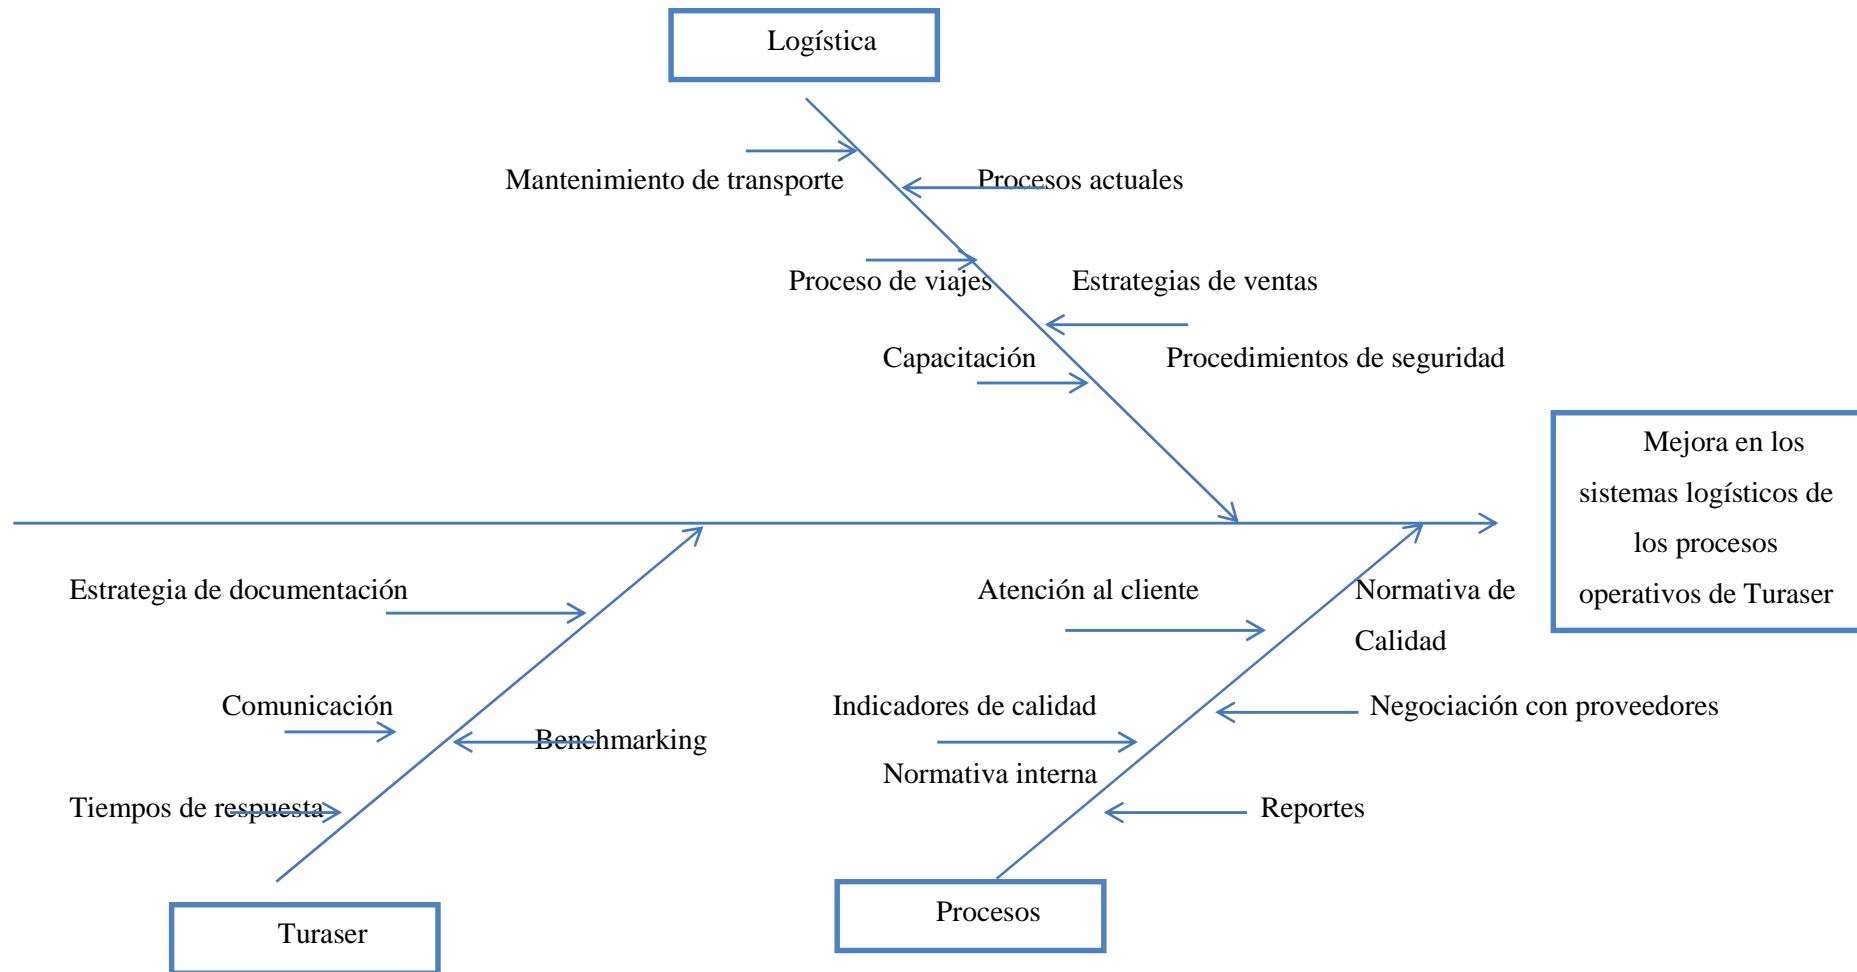 Logística
Mantenimiento de transporte
Procesos actuales
Proceso de viajes
Estrategias de ventas
Capacitación
Procedimientos de seguridad
Mejora en los
sistemas logísticos de
los procesos
operativos de Turaser
Estrategia de documentación
Atención al cliente
Normativa de
Calidad
Comunicación
Indicadores de calidad
Negociación con proveedores
Benchmarking
Normativa interna
Tiempos de respuesta
Reportes
Procesos
Turaser